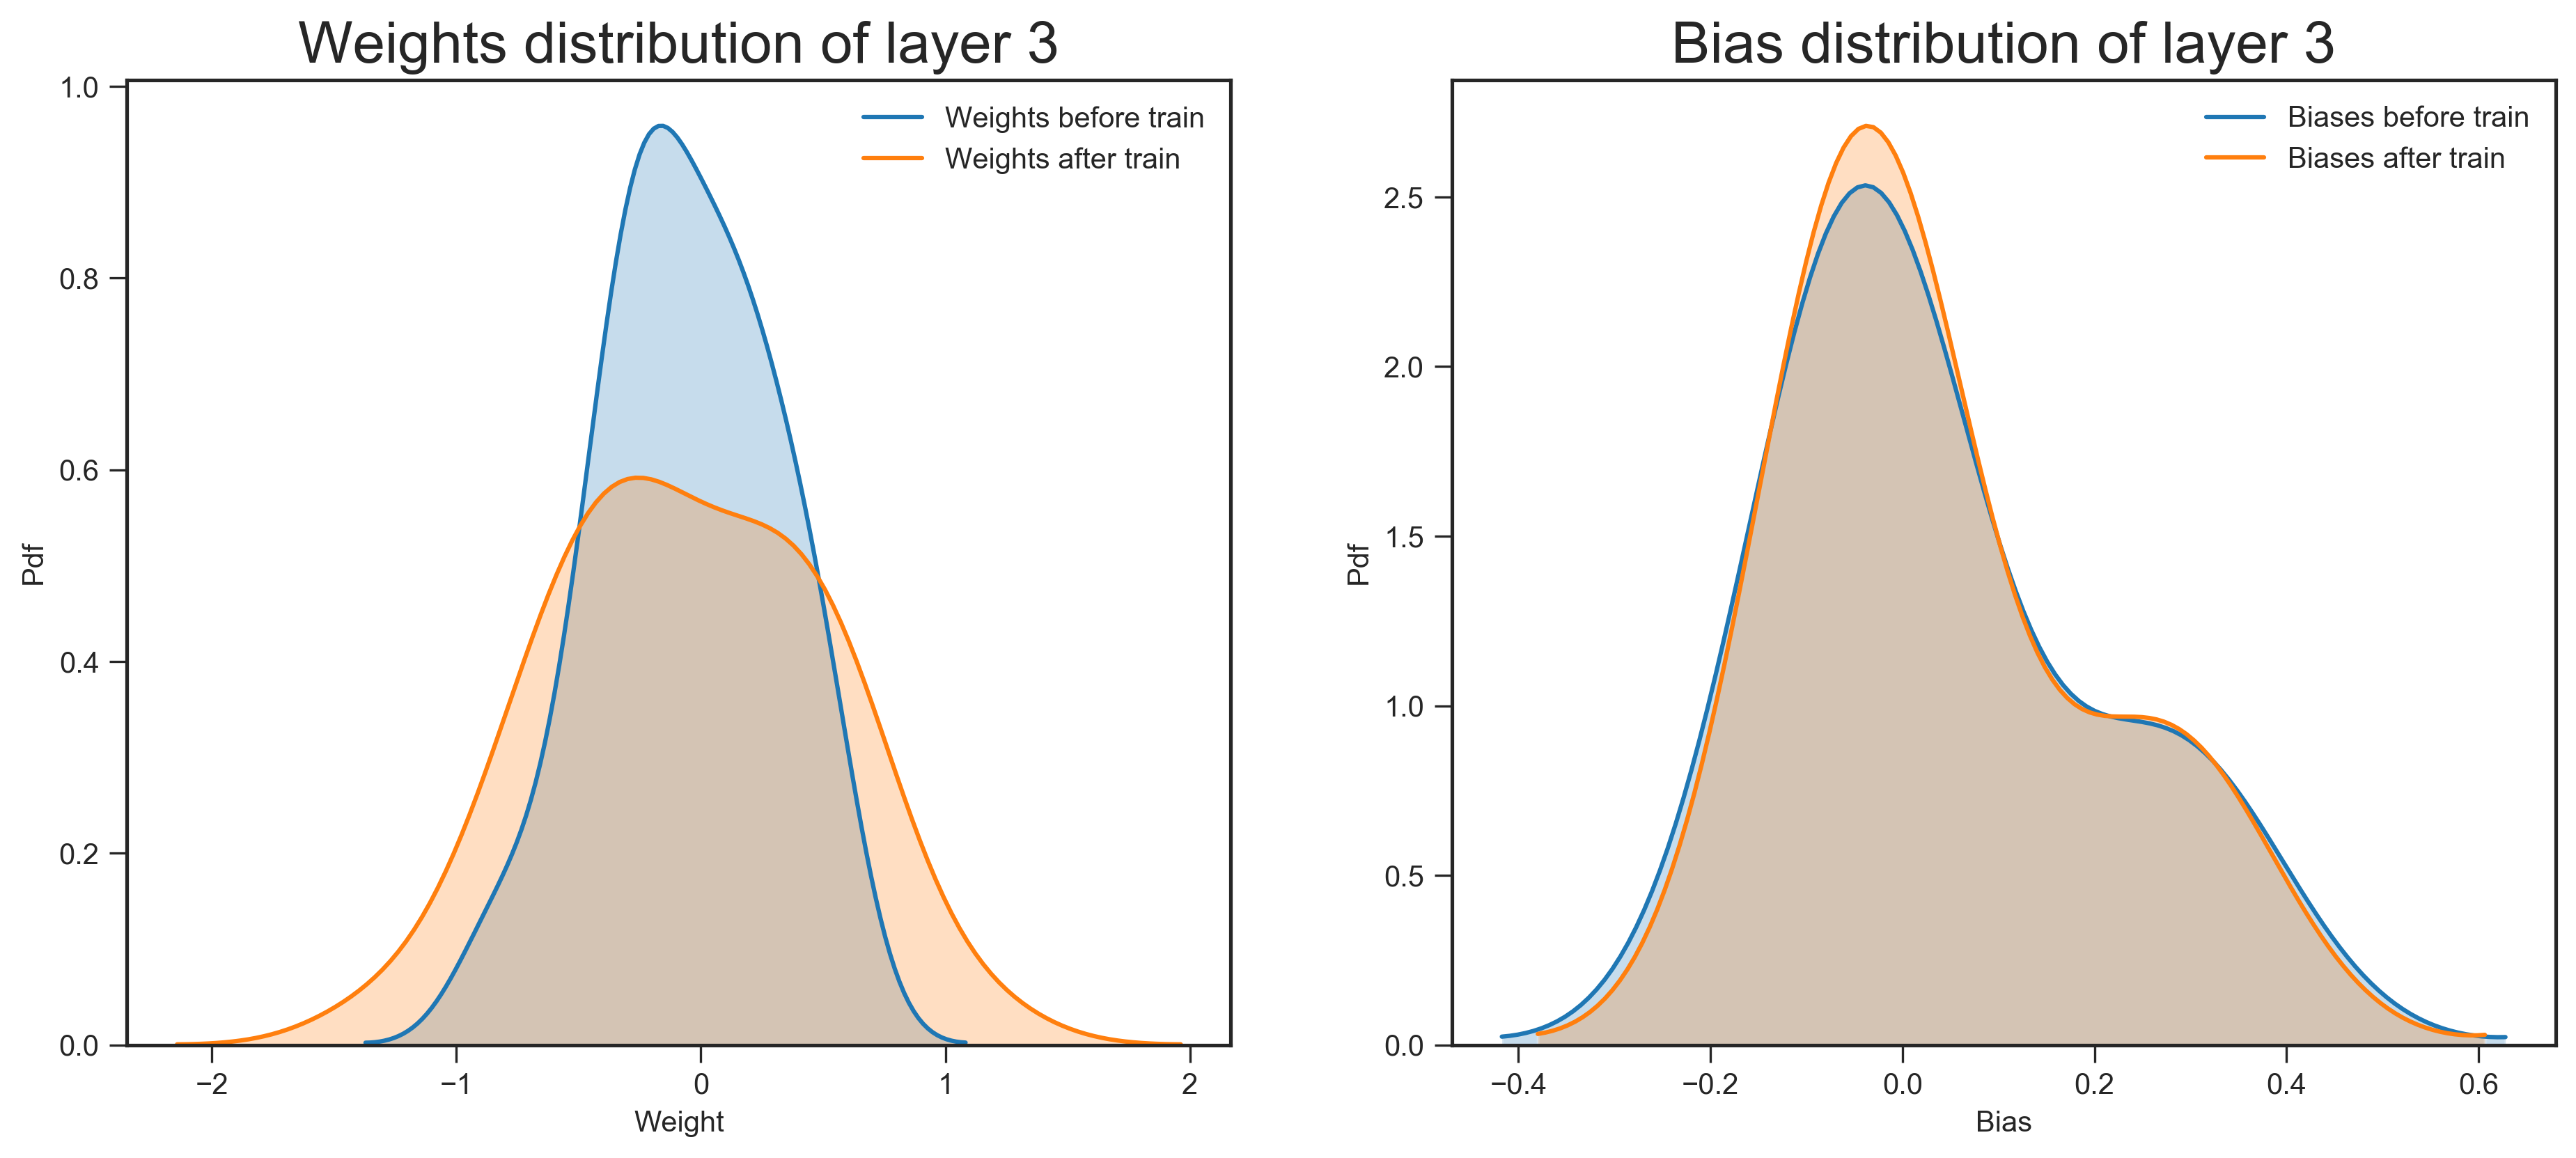 Weights distribution of layer 3
1.0
0.8
0.6
0.4
0.2
0.0
Pdf
−2
−1
0
1
2
Weight
Weights before train
Weights after train
Bias distribution of layer 3
2.5
2.0
1.5
1.0
0.5
0.0
Pdf
−0.4
−0.2
0.0
0.2
0.4
0.6
Bias
Biases before train
Biases after train